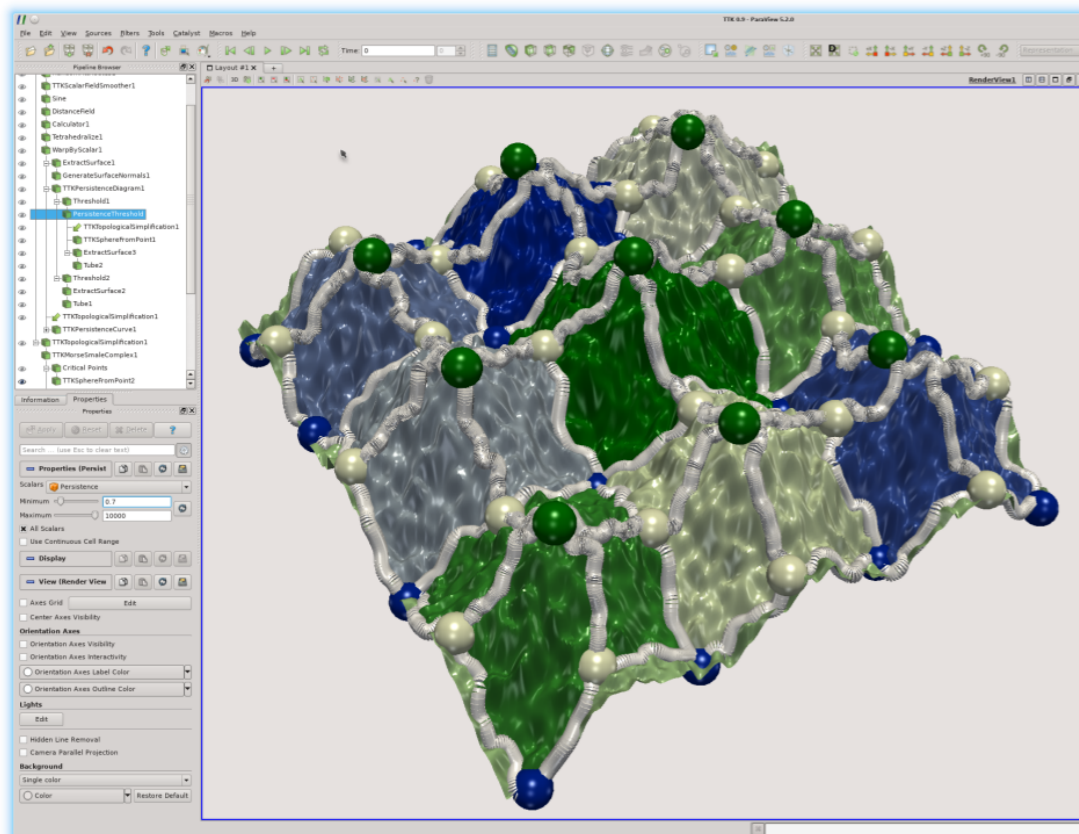 TTK 0.9 - ParaView 5.2.0
File Edit View Sources Filters Tools Catalyst Macros Help
Time: 0 0
Representation
Pipeline Browser
TTKScalarFieldSmoother1
Sine
DistanceField
Calculator1
Tetrahedralize1
WarpByScalar1
ExtractSurface1
GenerateSurfaceNormals1
TTKPersistenceDiagram1
Threshold1
PersistenceThreshold
TTKTopologicalSimplification1
TTKSphereFromPoint1
ExtractSurface3
Tube2
Threshold2
ExtractSurface2
Tube1
TTKTopologicalSimplification1
TTKPersistenceCurve1
TTKTopologicalSimplification1
TTKMorseSmaleComplex1
Critical Points
TTKSphereFromPoint2
Information Properties
Properties
Apply Reset Delete ?
Search ... (use Esc to clear text)
Properties (Persist
Scalars Persistence
Minimum 0.7
Maximum 10000
All Scalars
Use Continuous Cell Range
Display
View (Render View
Axes Grid Edit
Center Axes Visibility
Orientation Axes
Orientation Axes Visibility
Orientation Axes Interactivity
Orientation Axes Label Color
Orientation Axes Outline Color
Lights
Edit
Hidden Line Removal
Camera Parallel Projection
Background
Single color
Color Restore Default
Layout #1 +
3D
RenderView1